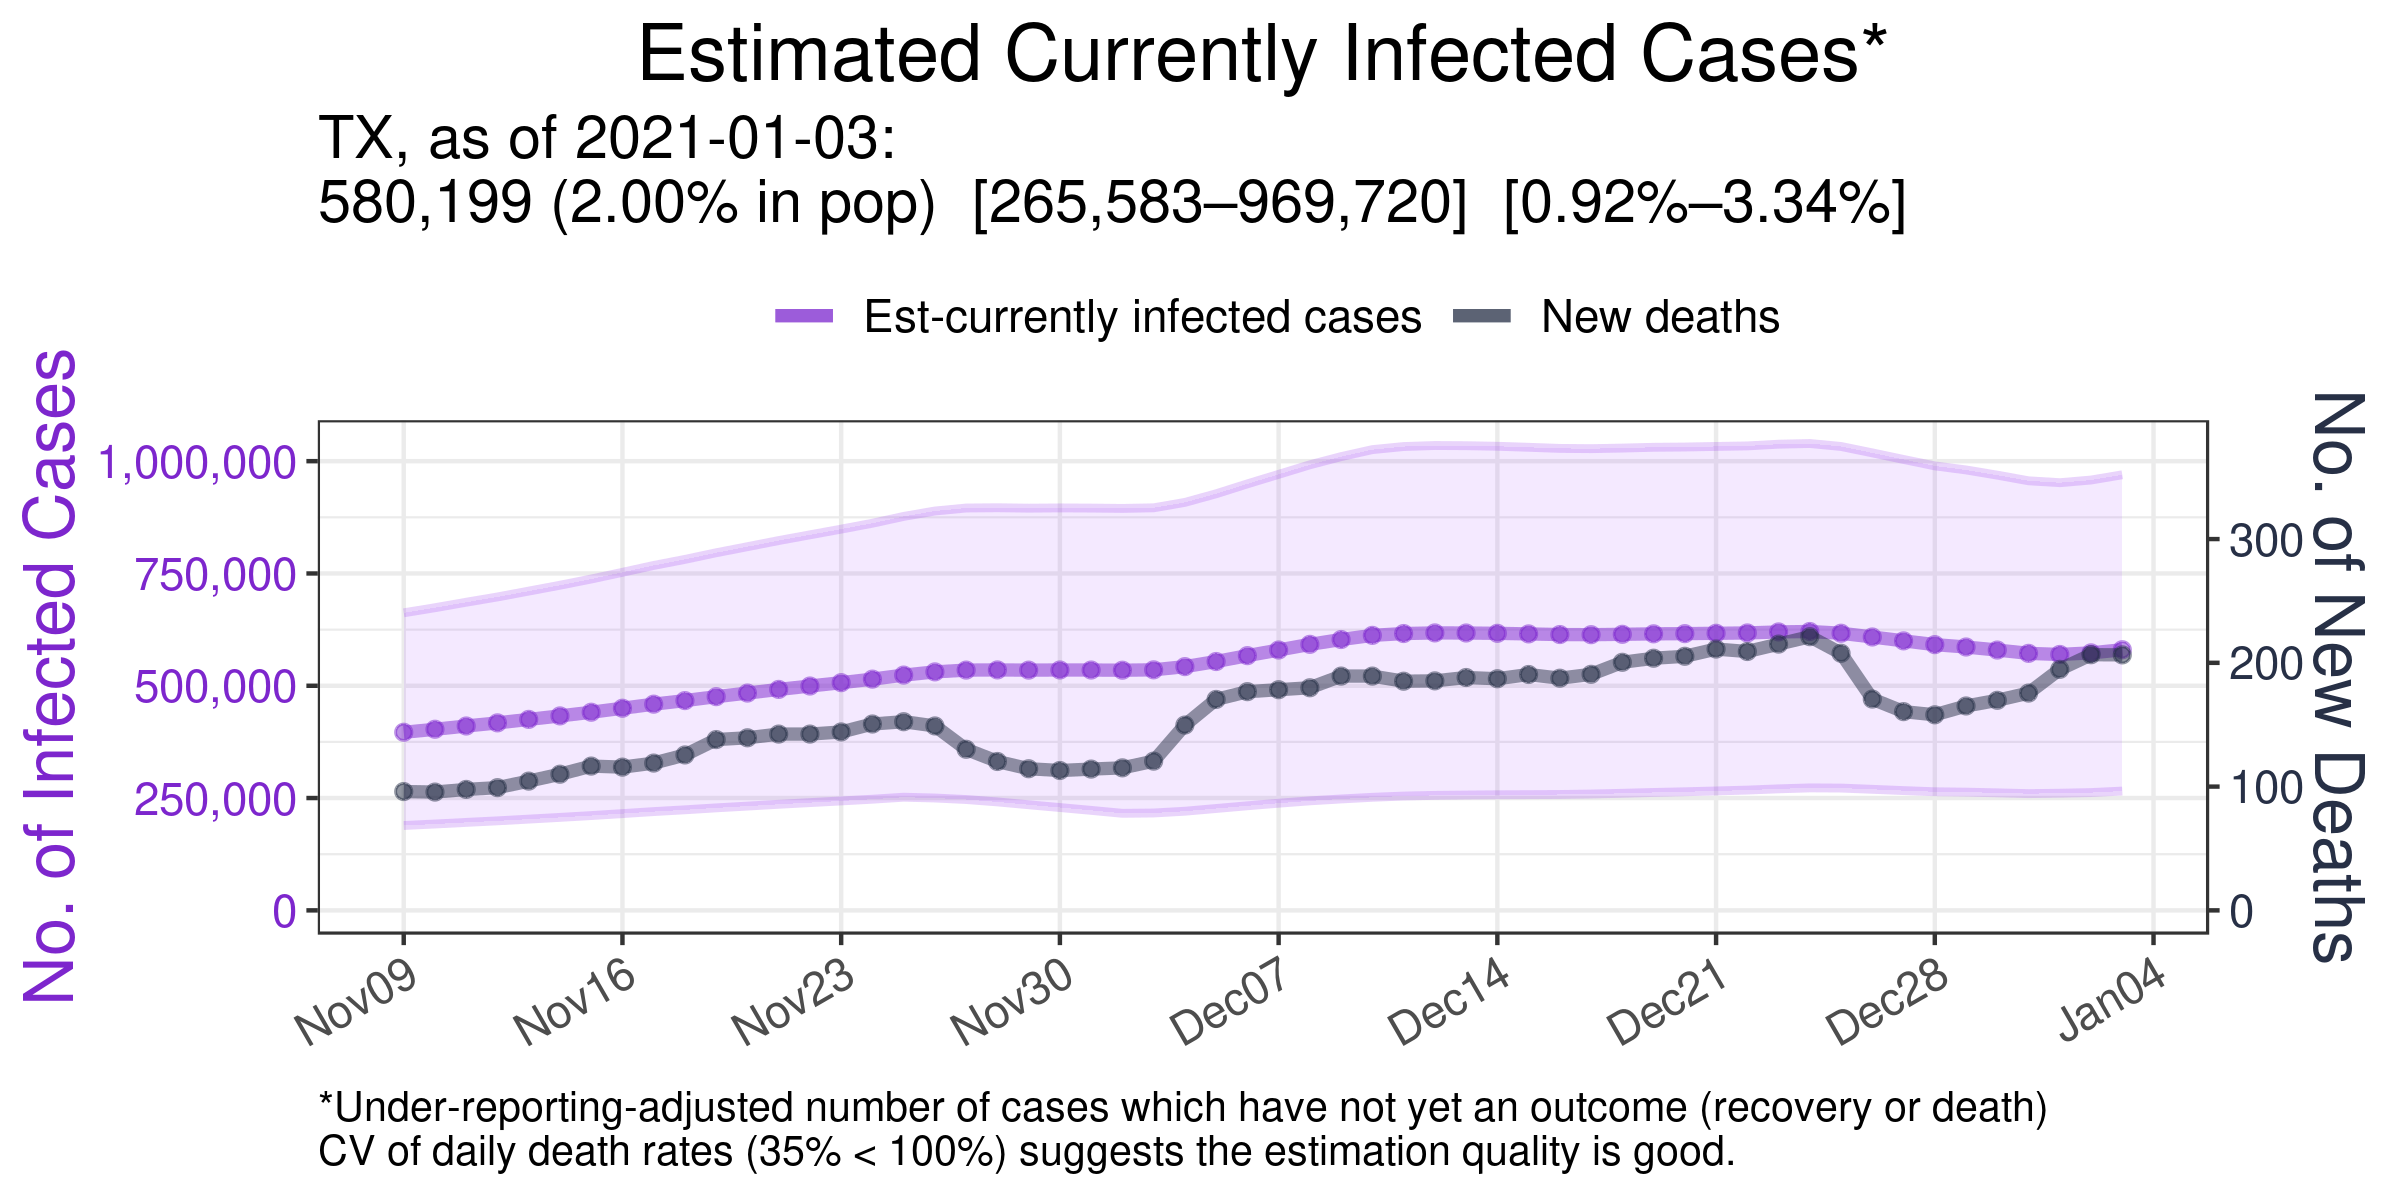 Estimated Currently Infected Cases*
TX, as of 2021-01-03:
580,199 (2.00% in pop) [265,583–969,720] [0.92%–3.34%]
Est-currently infected cases
New deaths
No. of Infected Cases
1,000,000
750,000
500,000
250,000
0
300
200
100
0
No. of New Deaths
Nov09
Nov16
Nov23
Nov30
Dec07
Dec14
Dec21
Dec28
Jan04
*Under-reporting-adjusted number of cases which have not yet an outcome (recovery or death)
CV of daily death rates (35% < 100%) suggests the estimation quality is good.